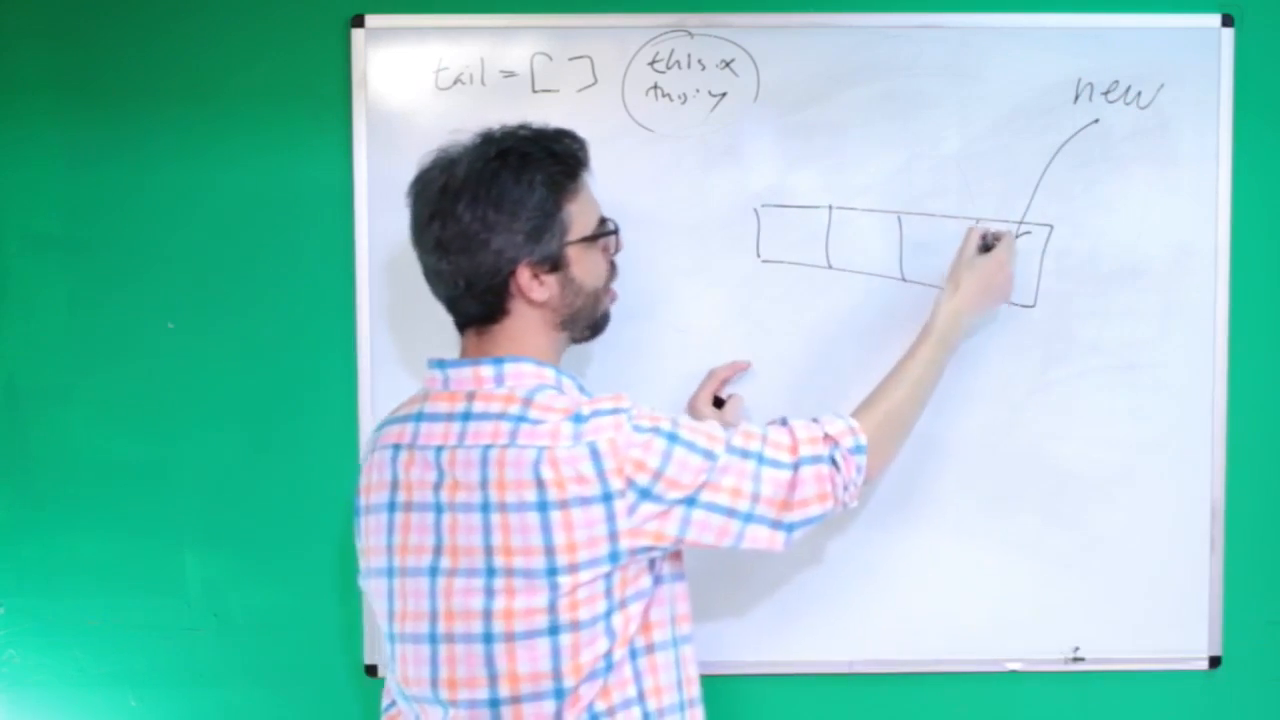 tail = [ ]
this.x
this.y
new